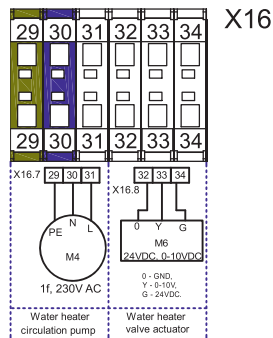 X16
29 30 31 32 33 34
29 30 31 32 33 34
X16.7 29 30 31
32 33 34
X16.8
PE N L
0 Y G
M4
M6
24VDC, 0-10VDC
1f, 230V AC
0 - GND,
Y - 0-10V,
G - 24VDC.
Water heater
circulation pump
Water heater
valve actuator